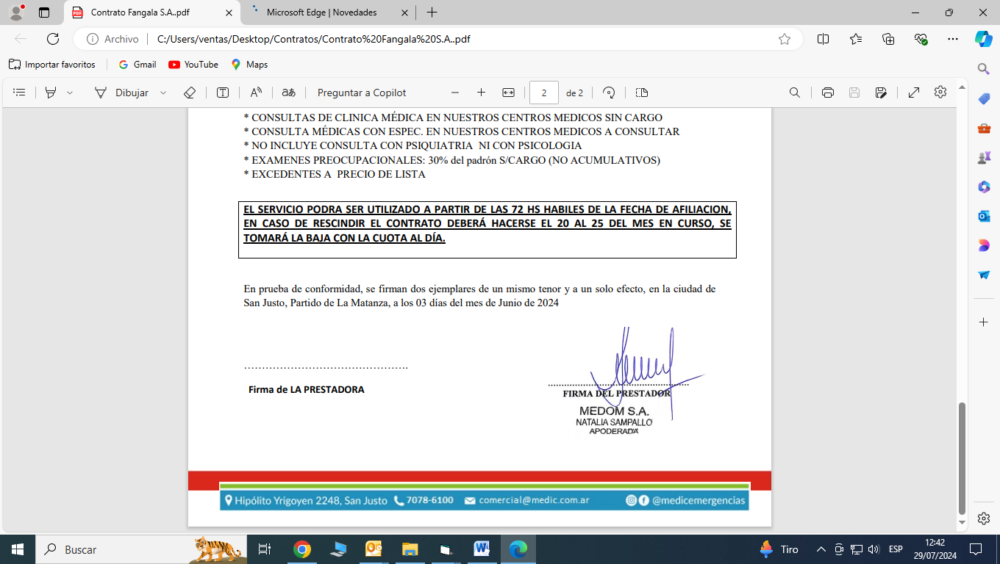 Contrato Fangala S.A..pdf
Microsoft Edge | Novedades
Archivo
C:/Users/ventas/Desktop/Contratos/Contrato%20Fangala%20S.A..pdf
Importar favoritos
Gmail
YouTube
Maps
Dibujar
Preguntar a Copilot
2
de 2
* CONSULTAS DE CLINICA MÉDICA EN NUESTROS CENTROS MEDICOS SIN CARGO
* CONSULTA MÉDICAS CON ESPEC. EN NUESTROS CENTROS MEDICOS A CONSULTAR
* NO INCLUYE CONSULTA CON PSIQUIATRIA NI CON PSICOLOGIA
* EXAMENES PREOCUPACIONALES: 30% del padrón S/CARGO (NO ACUMULATIVOS)
* EXCEDENTES A PRECIO DE LISTA
EL SERVICIO PODRA SER UTILIZADO A PARTIR DE LAS 72 HS HABILES DE LA FECHA DE AFILIACION,
EN CASO DE RESCINDIR EL CONTRATO DEBERÁ HACERSE EL 20 AL 25 DEL MES EN CURSO, SE
TOMARÁ LA BAJA CON LA CUOTA AL DÍA.
En prueba de conformidad, se firman dos ejemplares de un mismo tenor y a un solo efecto, en la ciudad de
San Justo, Partido de La Matanza, a los 03 días del mes de Junio de 2024
Firma de LA PRESTADORA
FIRMA DEL PRESTADOR
MEDOM S.A.
NATALIA SAMPALLO
APODERADA
Hipólito Yrigoyen 2248, San Justo
7078-6100
comercial@medic.com.ar
@medicemergencias
Buscar
Tiro
ESP
12:42
29/07/2024